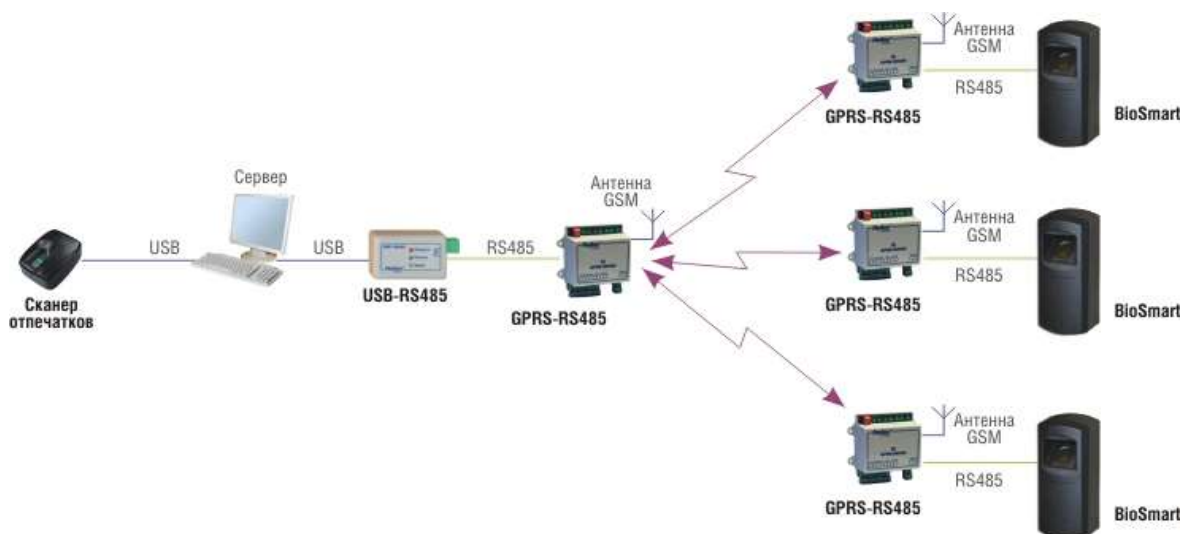 Антенна
GSM
RS485
GPRS-RS485
BioSmart
Сервер
Антенна
GSM
USB
USB
RS485
Сканер
отпечатков
USB-RS485
GPRS-RS485
Антенна
GSM
RS485
GPRS-RS485
BioSmart
Антенна
GSM
RS485
GPRS-RS485
BioSmart